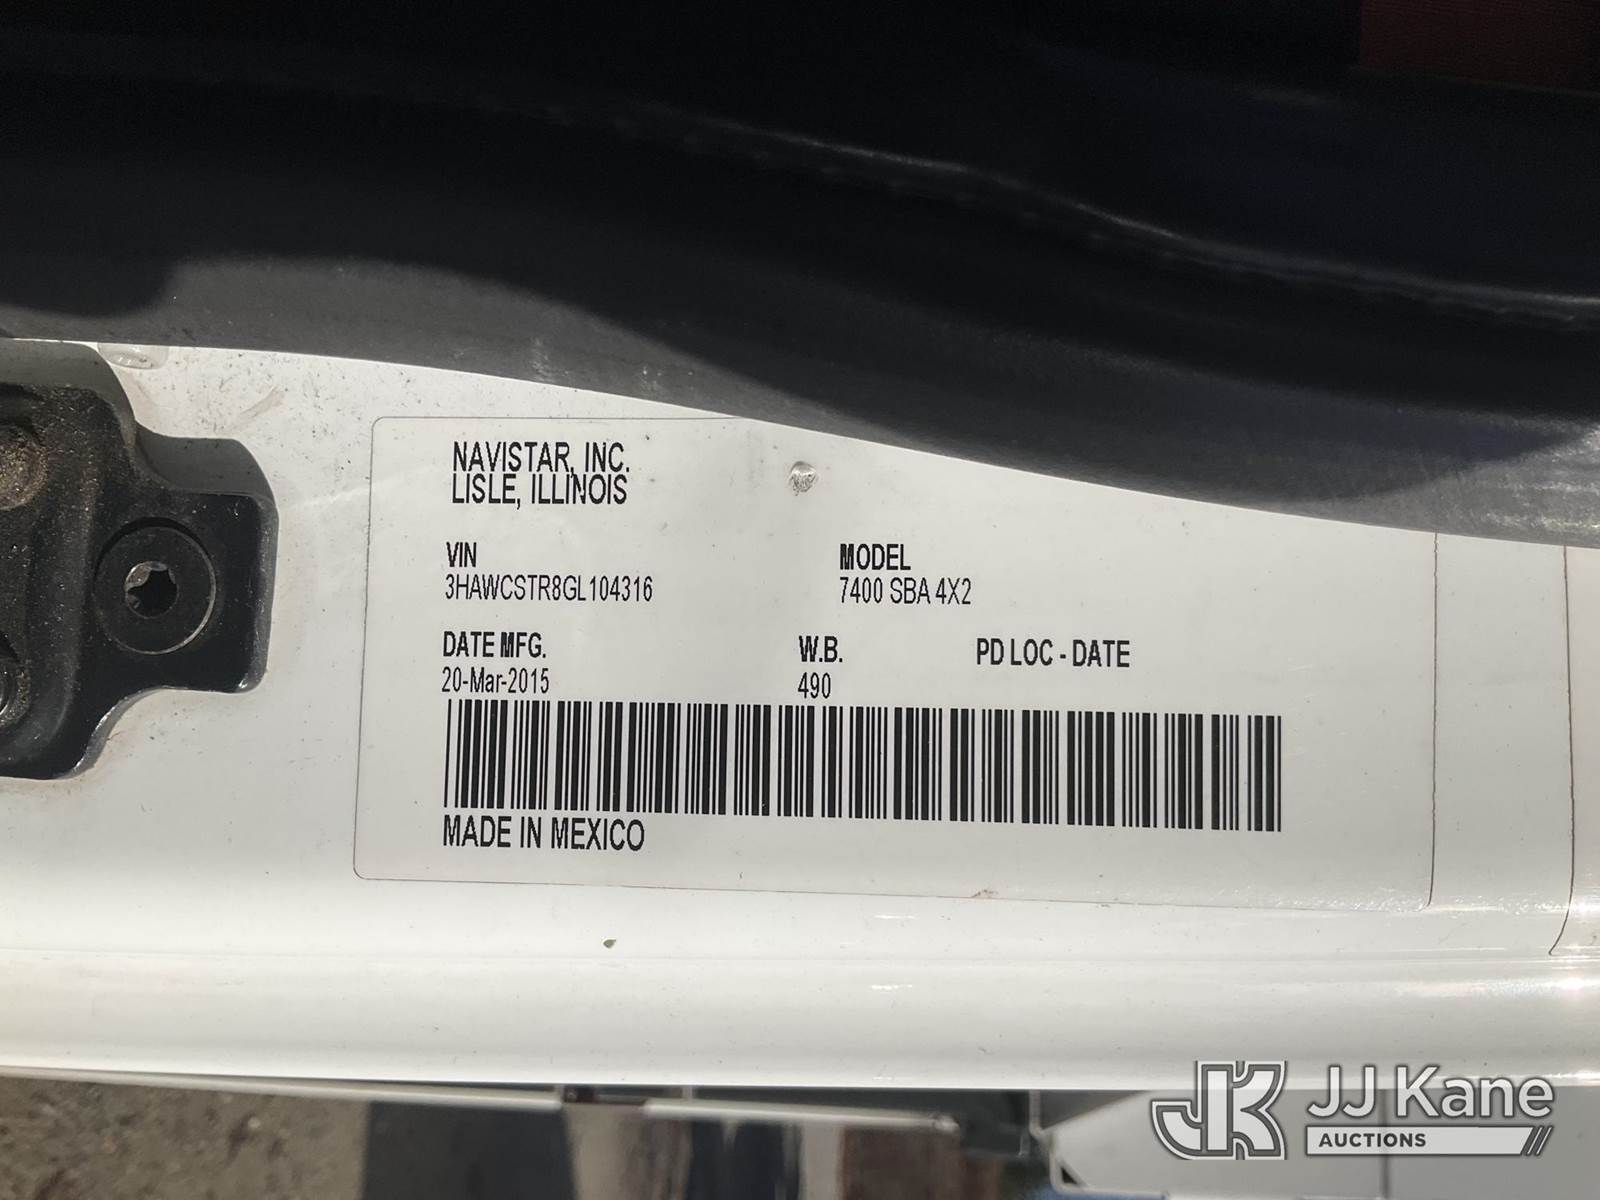 NAVISTAR, INC.
LISLE, ILLINOIS
VIN
3HAWCSTR8GL104316
MODEL
7400 SBA 4X2
DATE MFG.
20-Mar-2015
W.B.
490
PD LOC - DATE
MADE IN MEXICO
JK
JJ Kane
AUCTIONS